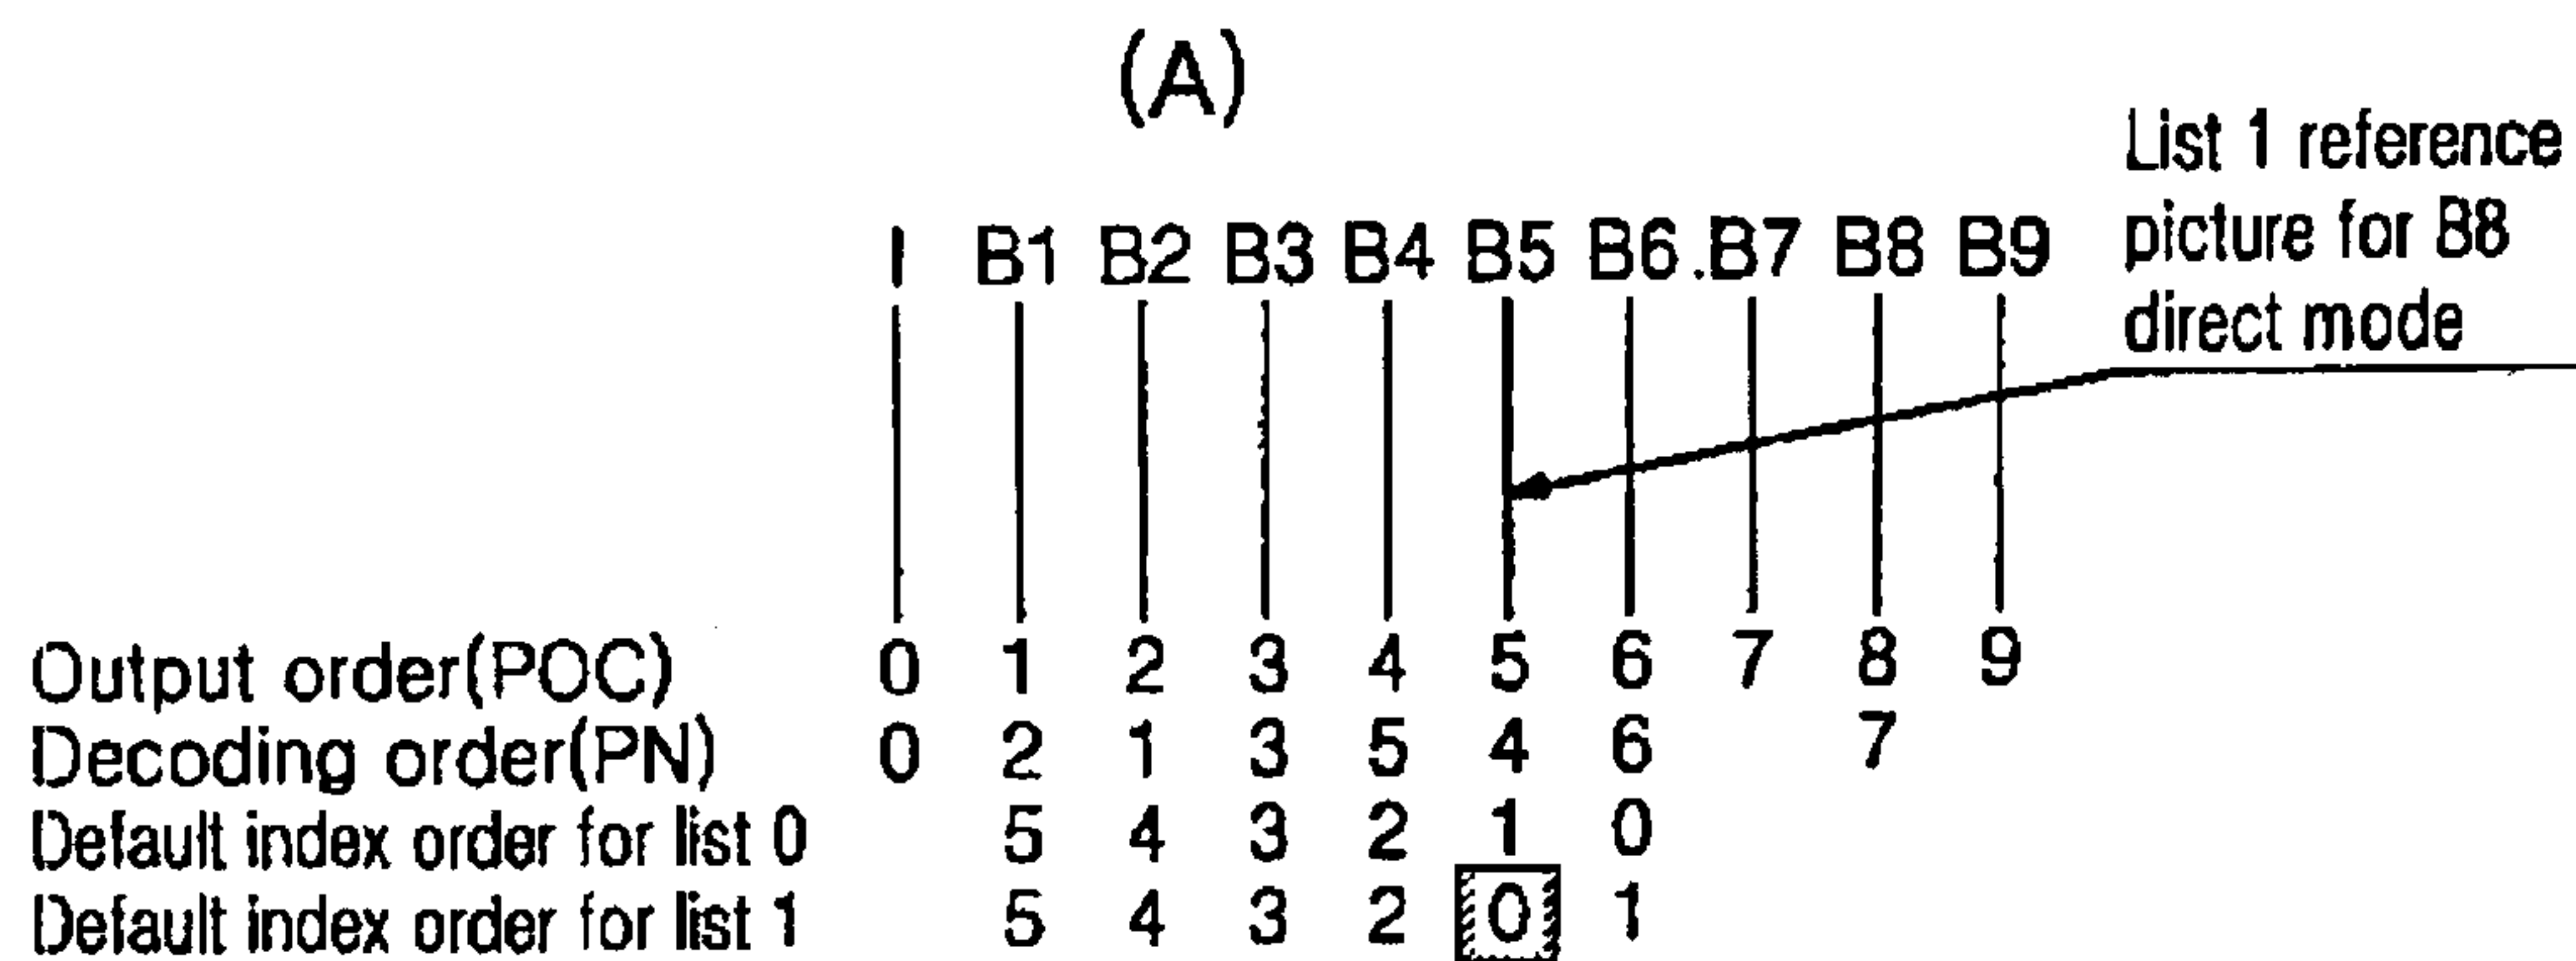 (A)
List 1 reference
picture for B8
direct mode
I B1 B2 B3 B4 B5 B6 .B7 B8 B9
Output order(POC) 0 1 2 3 4 5 6 7 8 9
Decoding order(PN) 0 2 1 3 5 4 6 7
Default index order for list 0 5 4 3 2 1 0
Default index order for list 1 5 4 3 2 0 1